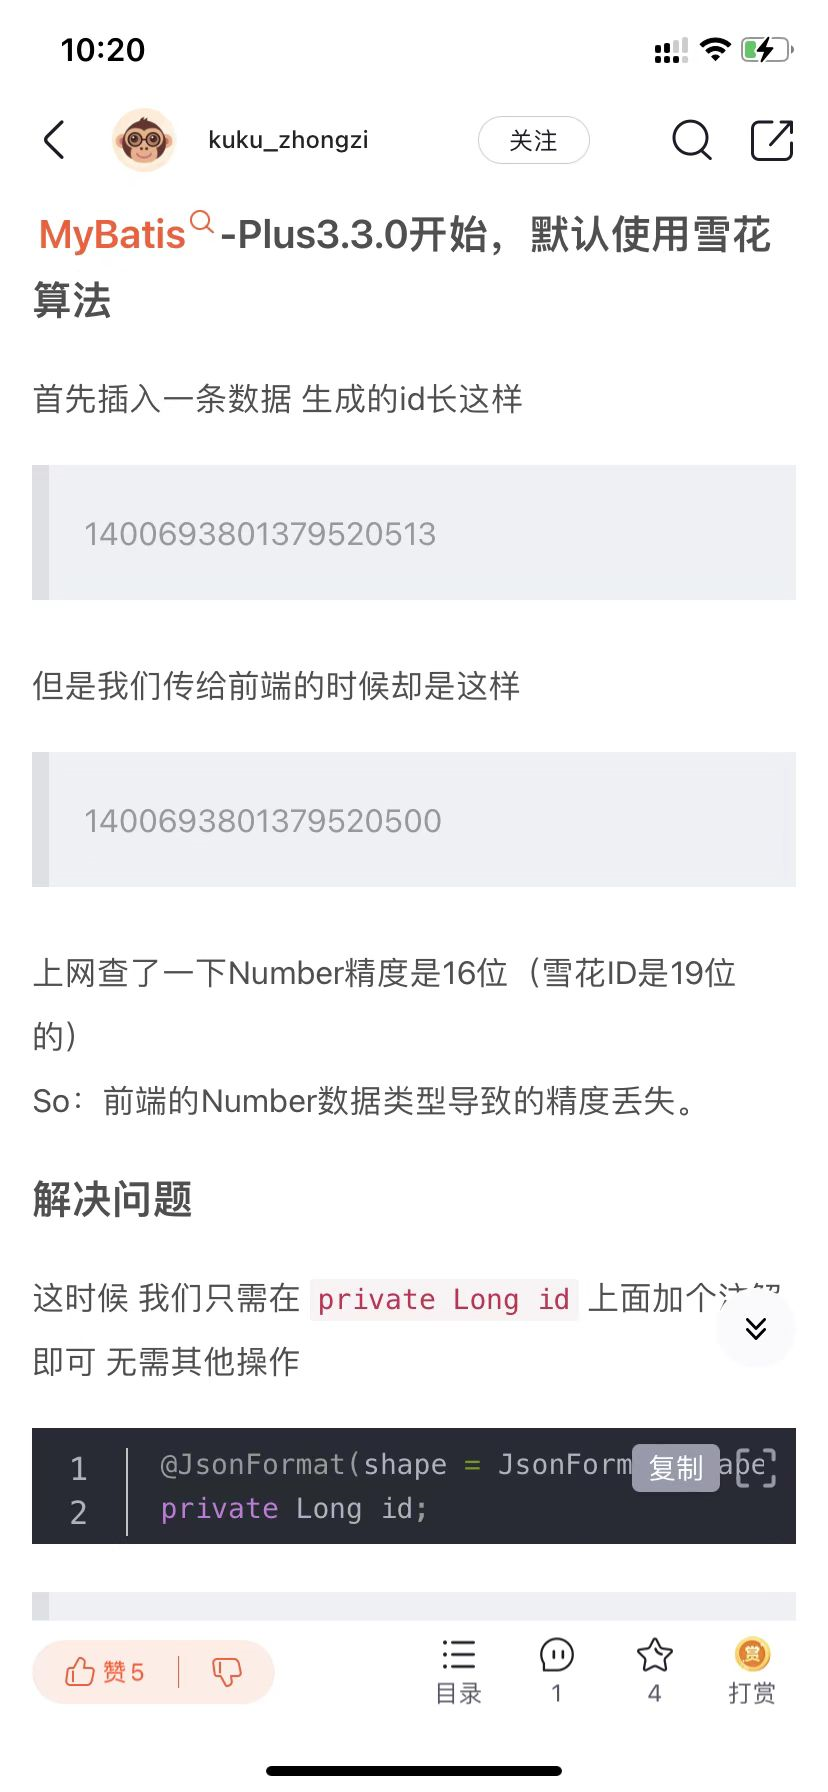 10:20
kuku_zhongzi 关注
MyBatis-Plus3.3.0开始，默认使用雪花
算法
首先插入一条数据 生成的id长这样
1400693801379520513
但是我们传给前端的时候却是这样
1400693801379520500
上网查了一下Number精度是16位（雪花ID是19位
的）
So：前端的Number数据类型导致的精度丢失。
解决问题
这时候 我们只需在 private Long id 上面加个注解
即可 无需其他操作
1 @JsonFormat(shape = JsonForm 复制 ape
2 private Long id;
赞5 目录 1 4 赏 打赏